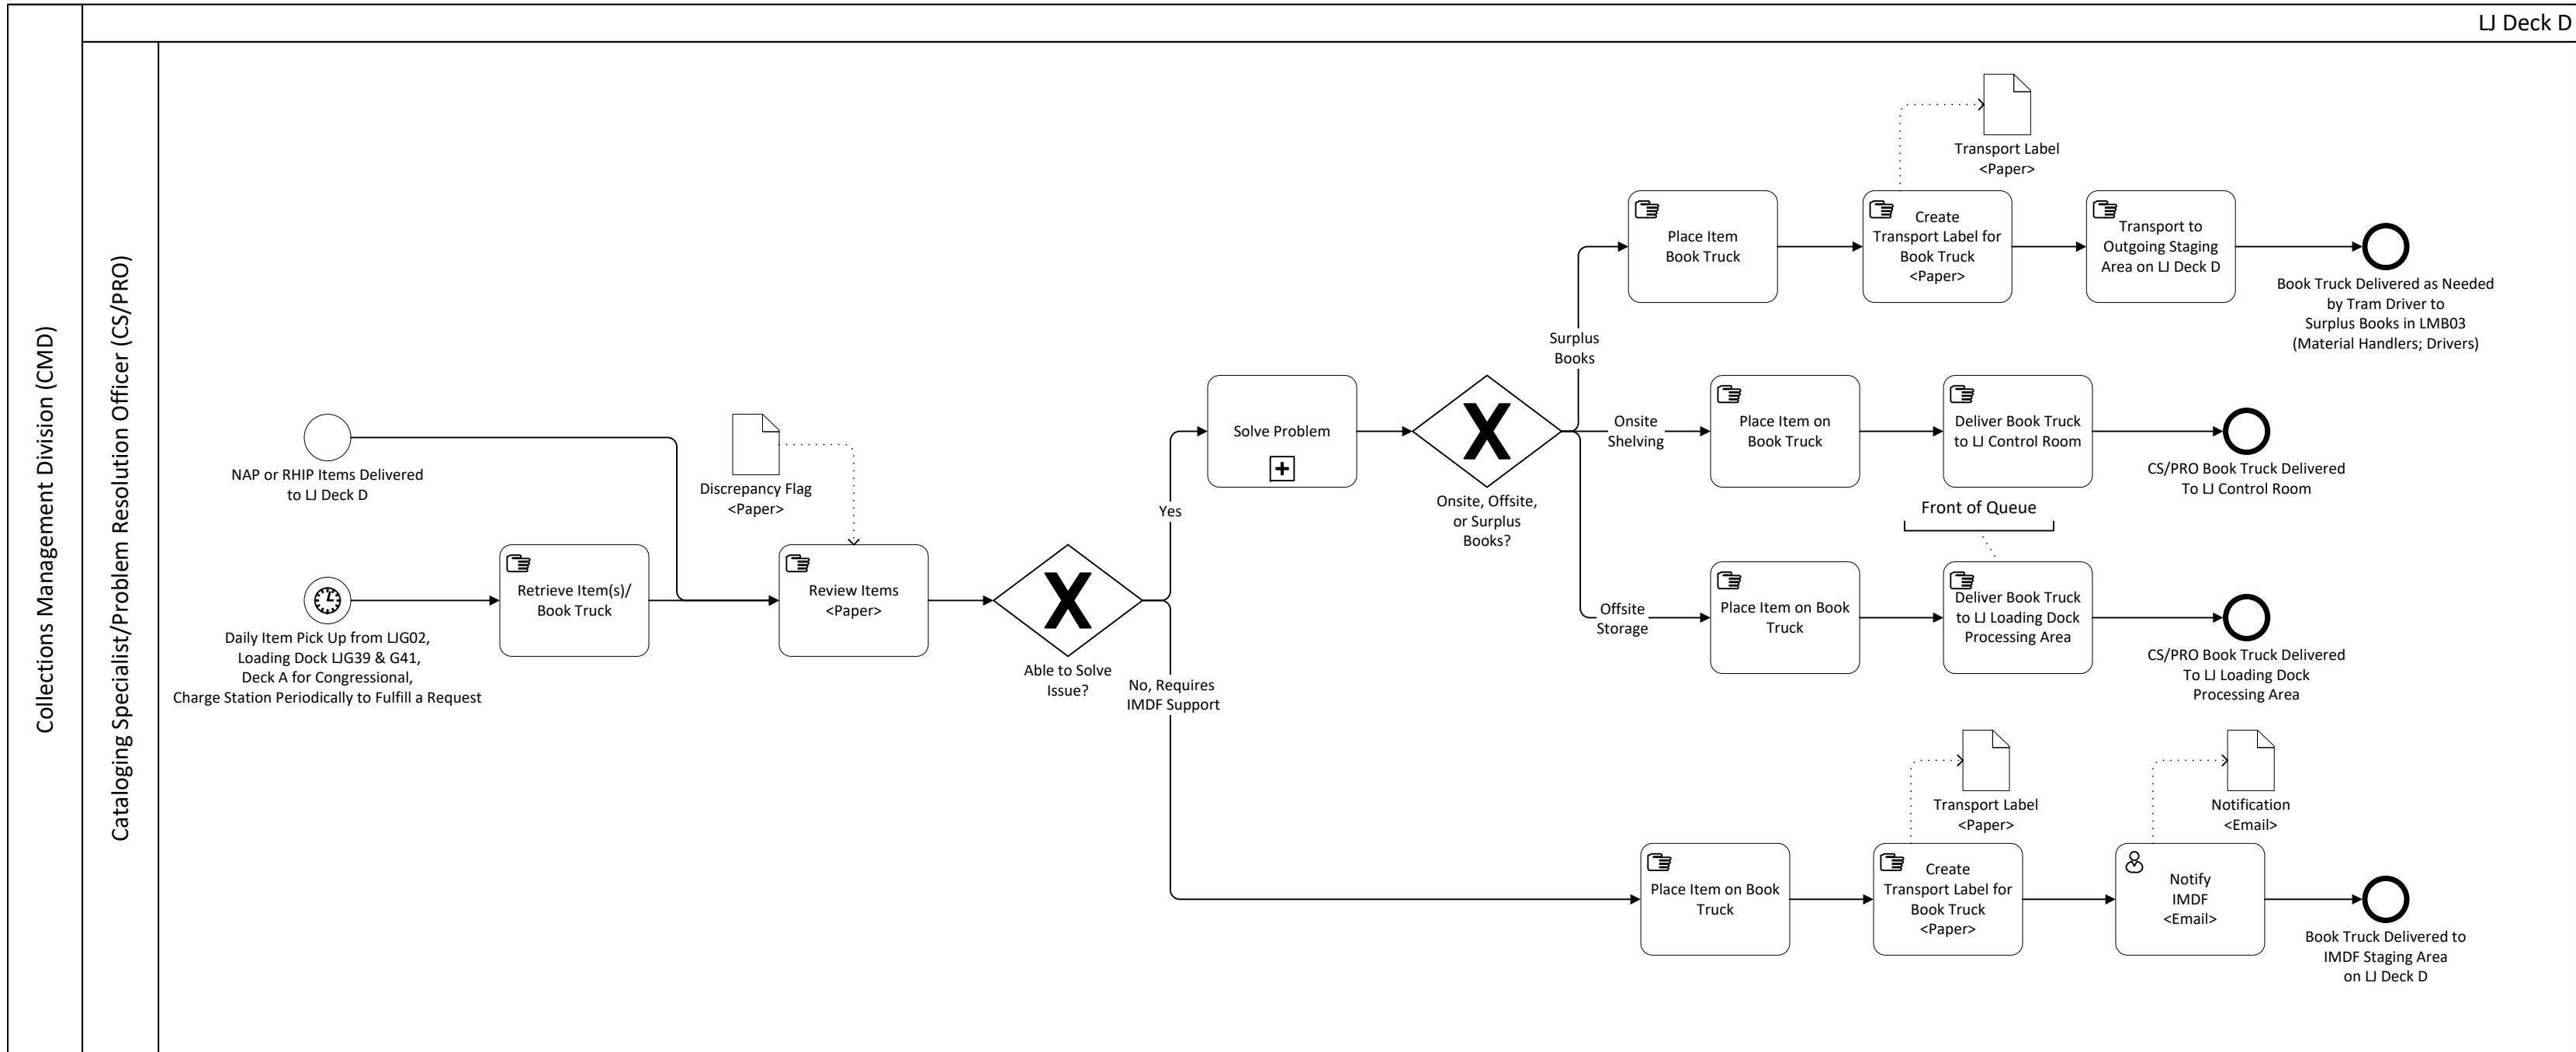 LJ Deck D
Collections Management Division (CMD)
Cataloging Specialist/Problem Resolution Officer (CS/PRO)
NAP or RHIP Items Delivered
to LJ Deck D
Daily Item Pick Up from LJG02,
Loading Dock LJG39 & G41,
Deck A for Congressional,
Charge Station Periodically to Fulfill a Request
Retrieve Item(s)/
Book Truck
Discrepancy Flag
<Paper>
Review Items
<Paper>
Able to Solve
Issue?
Yes
No, Requires
IMDF Support
Solve Problem
Onsite, Offsite,
or Surplus
Books?
Surplus
Books
Place Item
Book Truck
Transport Label
<Paper>
Create
Transport Label for
Book Truck
<Paper>
Transport to
Outgoing Staging
Area on LJ Deck D
Book Truck Delivered as Needed
by Tram Driver to
Surplus Books in LMB03
(Material Handlers; Drivers)
Onsite
Shelving
Place Item on
Book Truck
Deliver Book Truck
to LJ Control Room
CS/PRO Book Truck Delivered
To LJ Control Room
Front of Queue
Offsite
Storage
Place Item on Book
Truck
Deliver Book Truck
to LJ Loading Dock
Processing Area
CS/PRO Book Truck Delivered
To LJ Loading Dock
Processing Area
Place Item on Book
Truck
Transport Label
<Paper>
Create
Transport Label for
Book Truck
<Paper>
Notification
<Email>
Notify
IMDF
<Email>
Book Truck Delivered to
IMDF Staging Area
on LJ Deck D